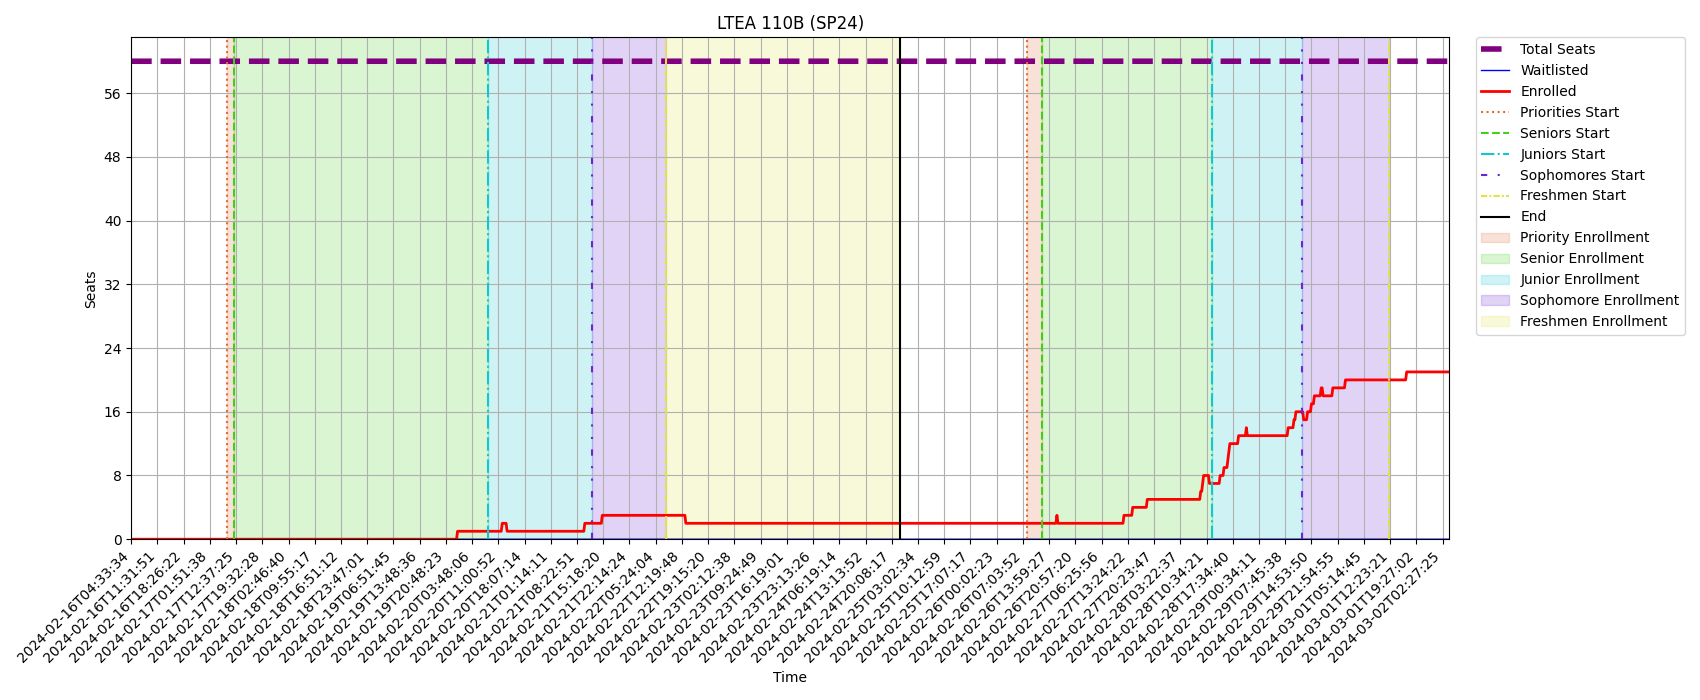 LTEA 110B (SP24)
Total Seats
Waitlisted
Enrolled
Priorities Start
Seniors Start
Juniors Start
Sophomores Start
Freshmen Start
End
Priority Enrollment
Senior Enrollment
Junior Enrollment
Sophomore Enrollment
Freshmen Enrollment
Seats
56
48
40
32
24
16
8
0
2024-02-16T04:33:34
2024-02-16T11:31:51
2024-02-16T18:26:22
2024-02-17T01:51:38
2024-02-17T12:37:25
2024-02-17T19:32:28
2024-02-18T02:46:40
2024-02-18T09:55:17
2024-02-18T16:51:12
2024-02-18T23:47:01
2024-02-19T06:51:45
2024-02-19T13:48:36
2024-02-19T20:48:23
2024-02-20T03:48:06
2024-02-20T11:00:52
2024-02-20T18:07:14
2024-02-21T01:14:11
2024-02-21T08:22:51
2024-02-21T15:18:20
2024-02-21T22:14:24
2024-02-22T05:24:04
2024-02-22T12:19:48
2024-02-22T19:15:20
2024-02-23T02:12:38
2024-02-23T09:24:49
2024-02-23T16:19:01
2024-02-23T23:13:26
2024-02-24T06:19:14
2024-02-24T13:13:52
2024-02-24T20:08:17
2024-02-25T03:02:34
2024-02-25T10:12:59
2024-02-25T17:07:17
2024-02-26T00:02:23
2024-02-26T07:03:52
2024-02-26T13:59:27
2024-02-26T20:57:20
2024-02-27T06:25:56
2024-02-27T13:24:22
2024-02-27T20:23:47
2024-02-28T03:22:37
2024-02-28T10:34:21
2024-02-28T17:34:40
2024-02-29T00:34:11
2024-02-29T07:45:38
2024-02-29T14:53:50
2024-02-29T21:54:55
2024-03-01T05:14:45
2024-03-01T12:23:21
2024-03-01T19:27:02
2024-03-02T02:27:25
Time